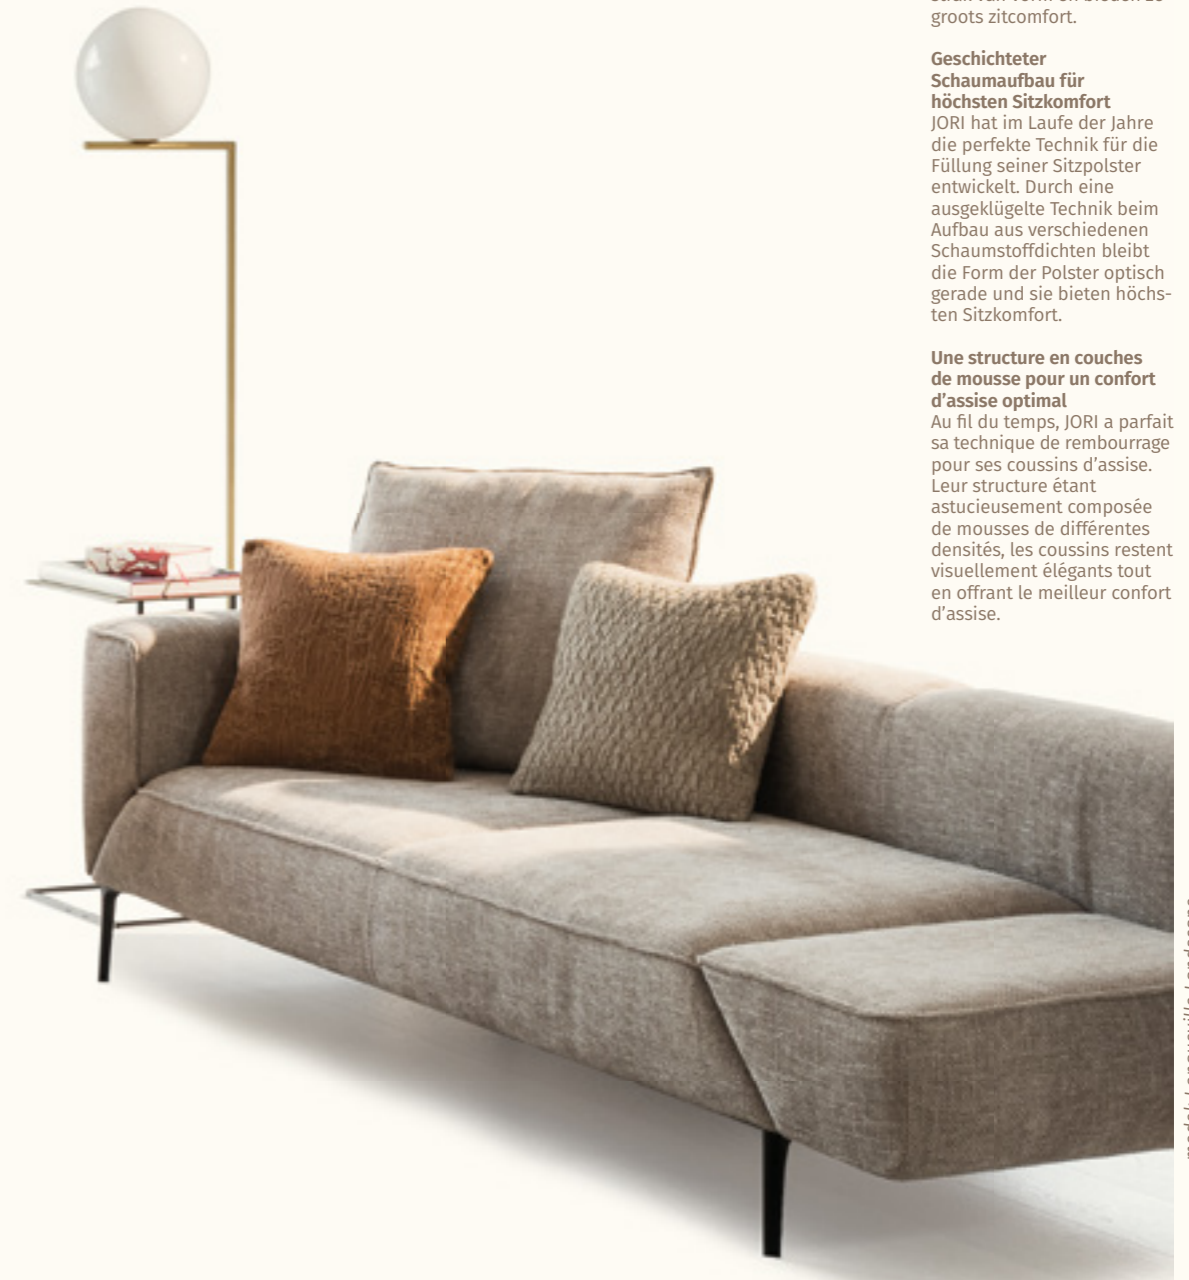 groots zitcomfort.
Geschichteter
Schaumaufbau für
höchsten Sitzkomfort
JORI hat im Laufe der Jahre
die perfekte Technik für die
Füllung seiner Sitzpolster
entwickelt. Durch eine
ausgeklügelte Technik beim
Aufbau aus verschiedenen
Schaumstoffdichten bleibt
die Form der Polster optisch
gerade und sie bieten höchs-
ten Sitzkomfort.
Une structure en couches
de mousse pour un confort
d’assise optimal
Au fil du temps, JORI a parfait
sa technique de rembourrage
pour ses coussins d’assise.
Leur structure étant
astucieusement composée
de mousses de différentes
densités, les coussins restent
visuellement élégants tout
en offrant le meilleur confort
d’assise.